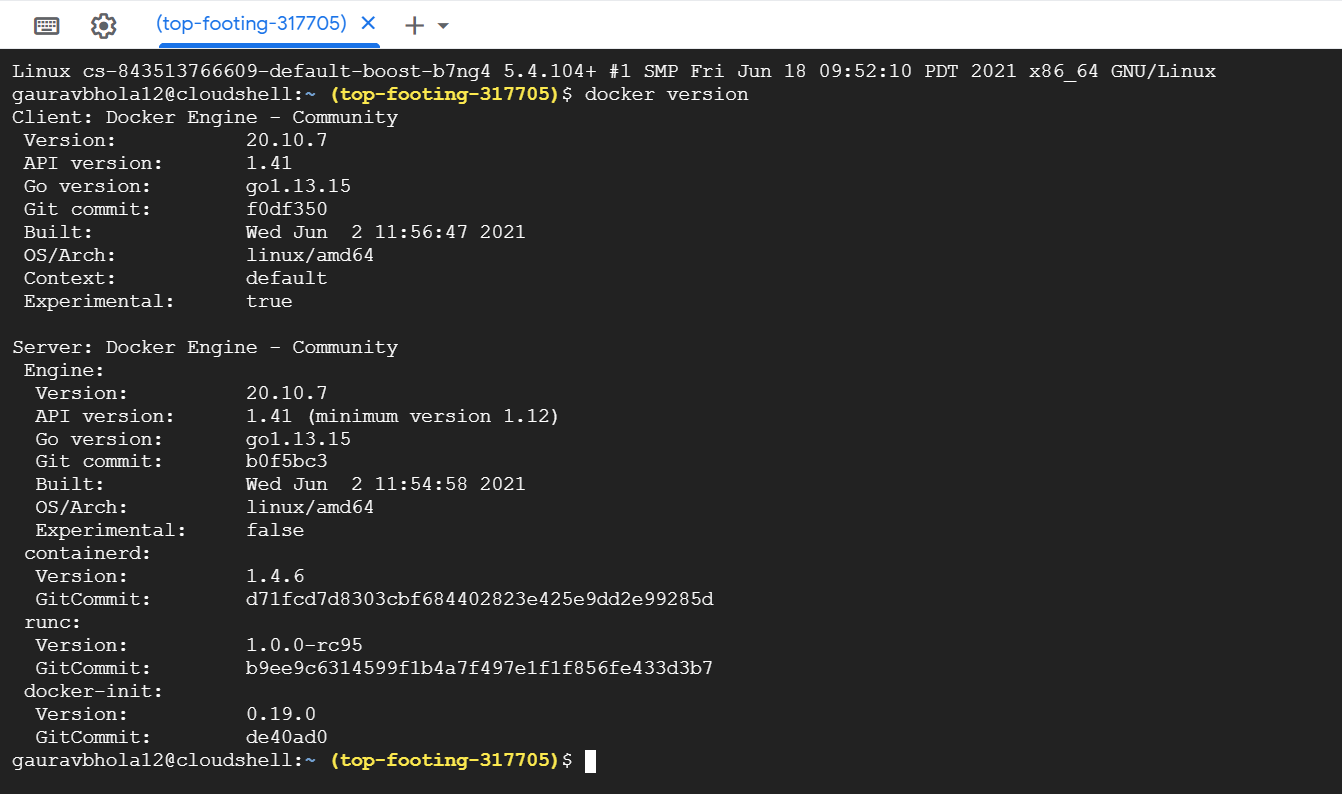 (top-footing-317705)
Linux cs-843513766609-default-boost-b7ng4 5.4.104+ #1 SMP Fri Jun 18 09:52:10 PDT 2021 x86_64 GNU/Linux
gauravbhola12@cloudshell:~ (top-footing-317705)$ docker version
Client: Docker Engine - Community
 Version:           20.10.7
 API version:       1.41
 Go version:        go1.13.15
 Git commit:        f0df350
 Built:             Wed Jun  2 11:56:47 2021
 OS/Arch:           linux/amd64
 Context:           default
 Experimental:      true

Server: Docker Engine - Community
 Engine:
  Version:          20.10.7
  API version:      1.41 (minimum version 1.12)
  Go version:       go1.13.15
  Git commit:       b0f5bc3
  Built:            Wed Jun  2 11:54:58 2021
  OS/Arch:          linux/amd64
  Experimental:     false
 containerd:
  Version:          1.4.6
  GitCommit:        d71fcd7d8303cbf684402823e425e9dd2e99285d
 runc:
  Version:          1.0.0-rc95
  GitCommit:        b9ee9c6314599f1b4a7f497e1f1f856fe433d3b7
 docker-init:
  Version:          0.19.0
  GitCommit:        de40ad0
gauravbhola12@cloudshell:~ (top-footing-317705)$